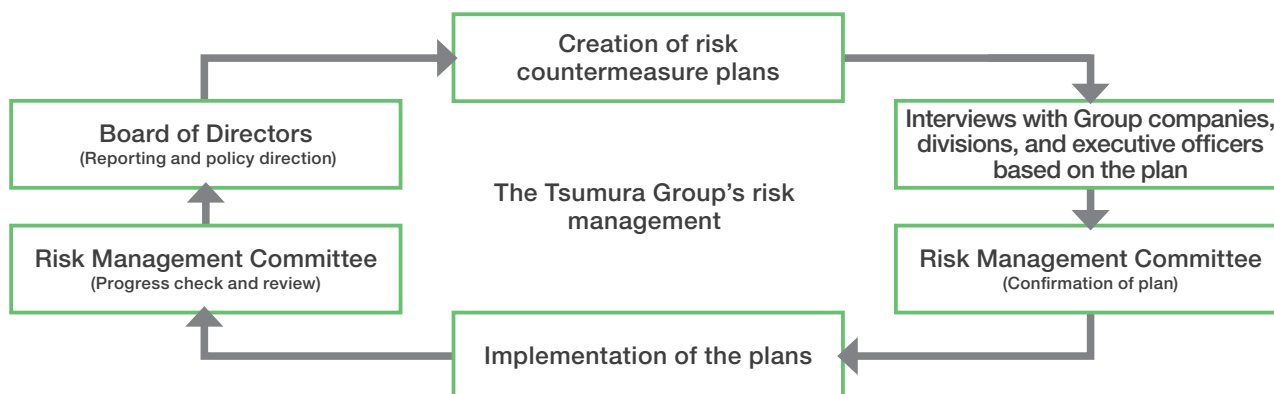 Creation of risk
countermeasure plans
Board of Directors
(Reporting and policy direction)
Interviews with Group companies,
divisions, and executive officers
based on the plan
The Tsumura Group's risk
management
Risk Management Committee
(Progress check and review)
Risk Management Committee
(Confirmation of plan)
Implementation of the plans